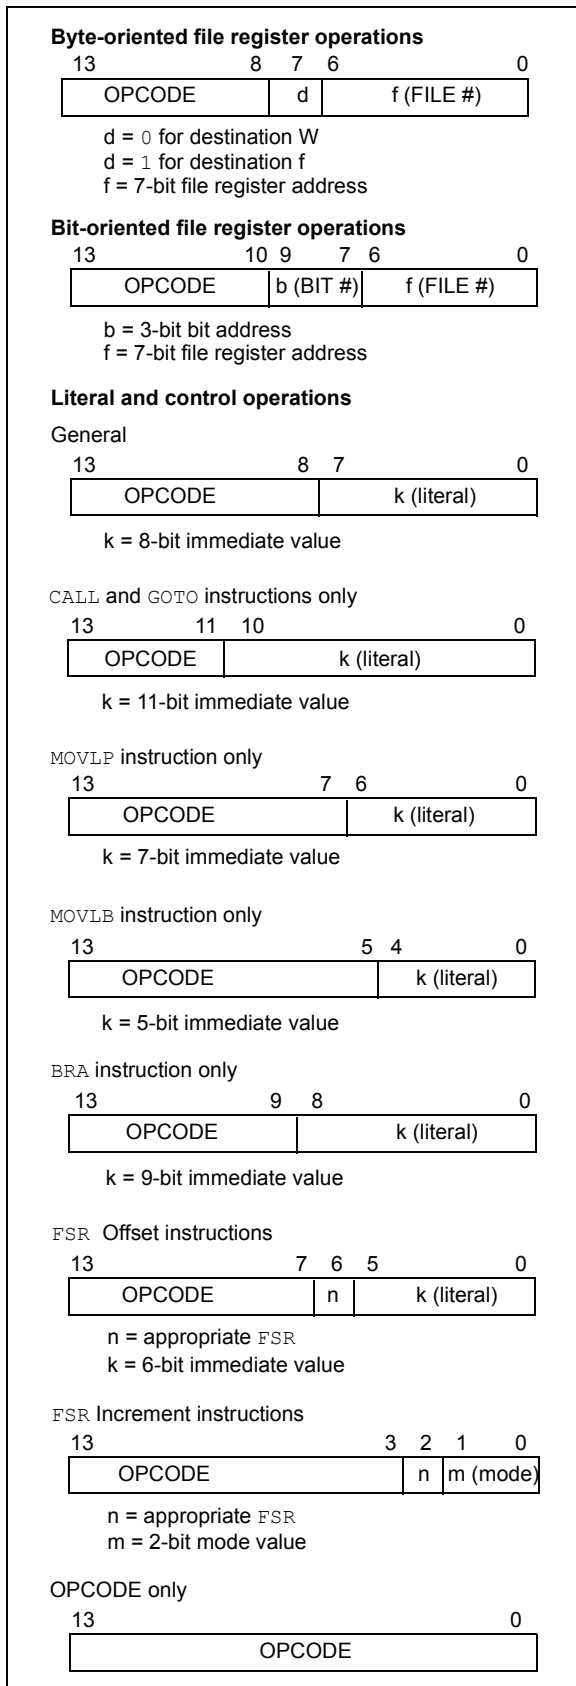 Byte-oriented file register operations
13 8 7 6 0
OPCODE d f (FILE #)
d = 0 for destination W
d = 1 for destination f
f = 7-bit file register address
Bit-oriented file register operations
13 10 9 7 6 0
OPCODE b (BIT #) f (FILE #)
b = 3-bit bit address
f = 7-bit file register address
Literal and control operations
General
13 8 7 0
OPCODE k (literal)
k = 8-bit immediate value
CALL and GOTO instructions only
13 11 10 0
OPCODE k (literal)
k = 11-bit immediate value
MOVLP instruction only
13 7 6 0
OPCODE k (literal)
k = 7-bit immediate value
MOVLB instruction only
13 5 4 0
OPCODE k (literal)
k = 5-bit immediate value
BRA instruction only
13 9 8 0
OPCODE k (literal)
k = 9-bit immediate value
FSR Offset instructions
13 7 6 5 0
OPCODE n k (literal)
n = appropriate FSR
k = 6-bit immediate value
FSR Increment instructions
13 3 2 1 0
OPCODE n m (mode)
n = appropriate FSR
m = 2-bit mode value
OPCODE only
13 0
OPCODE